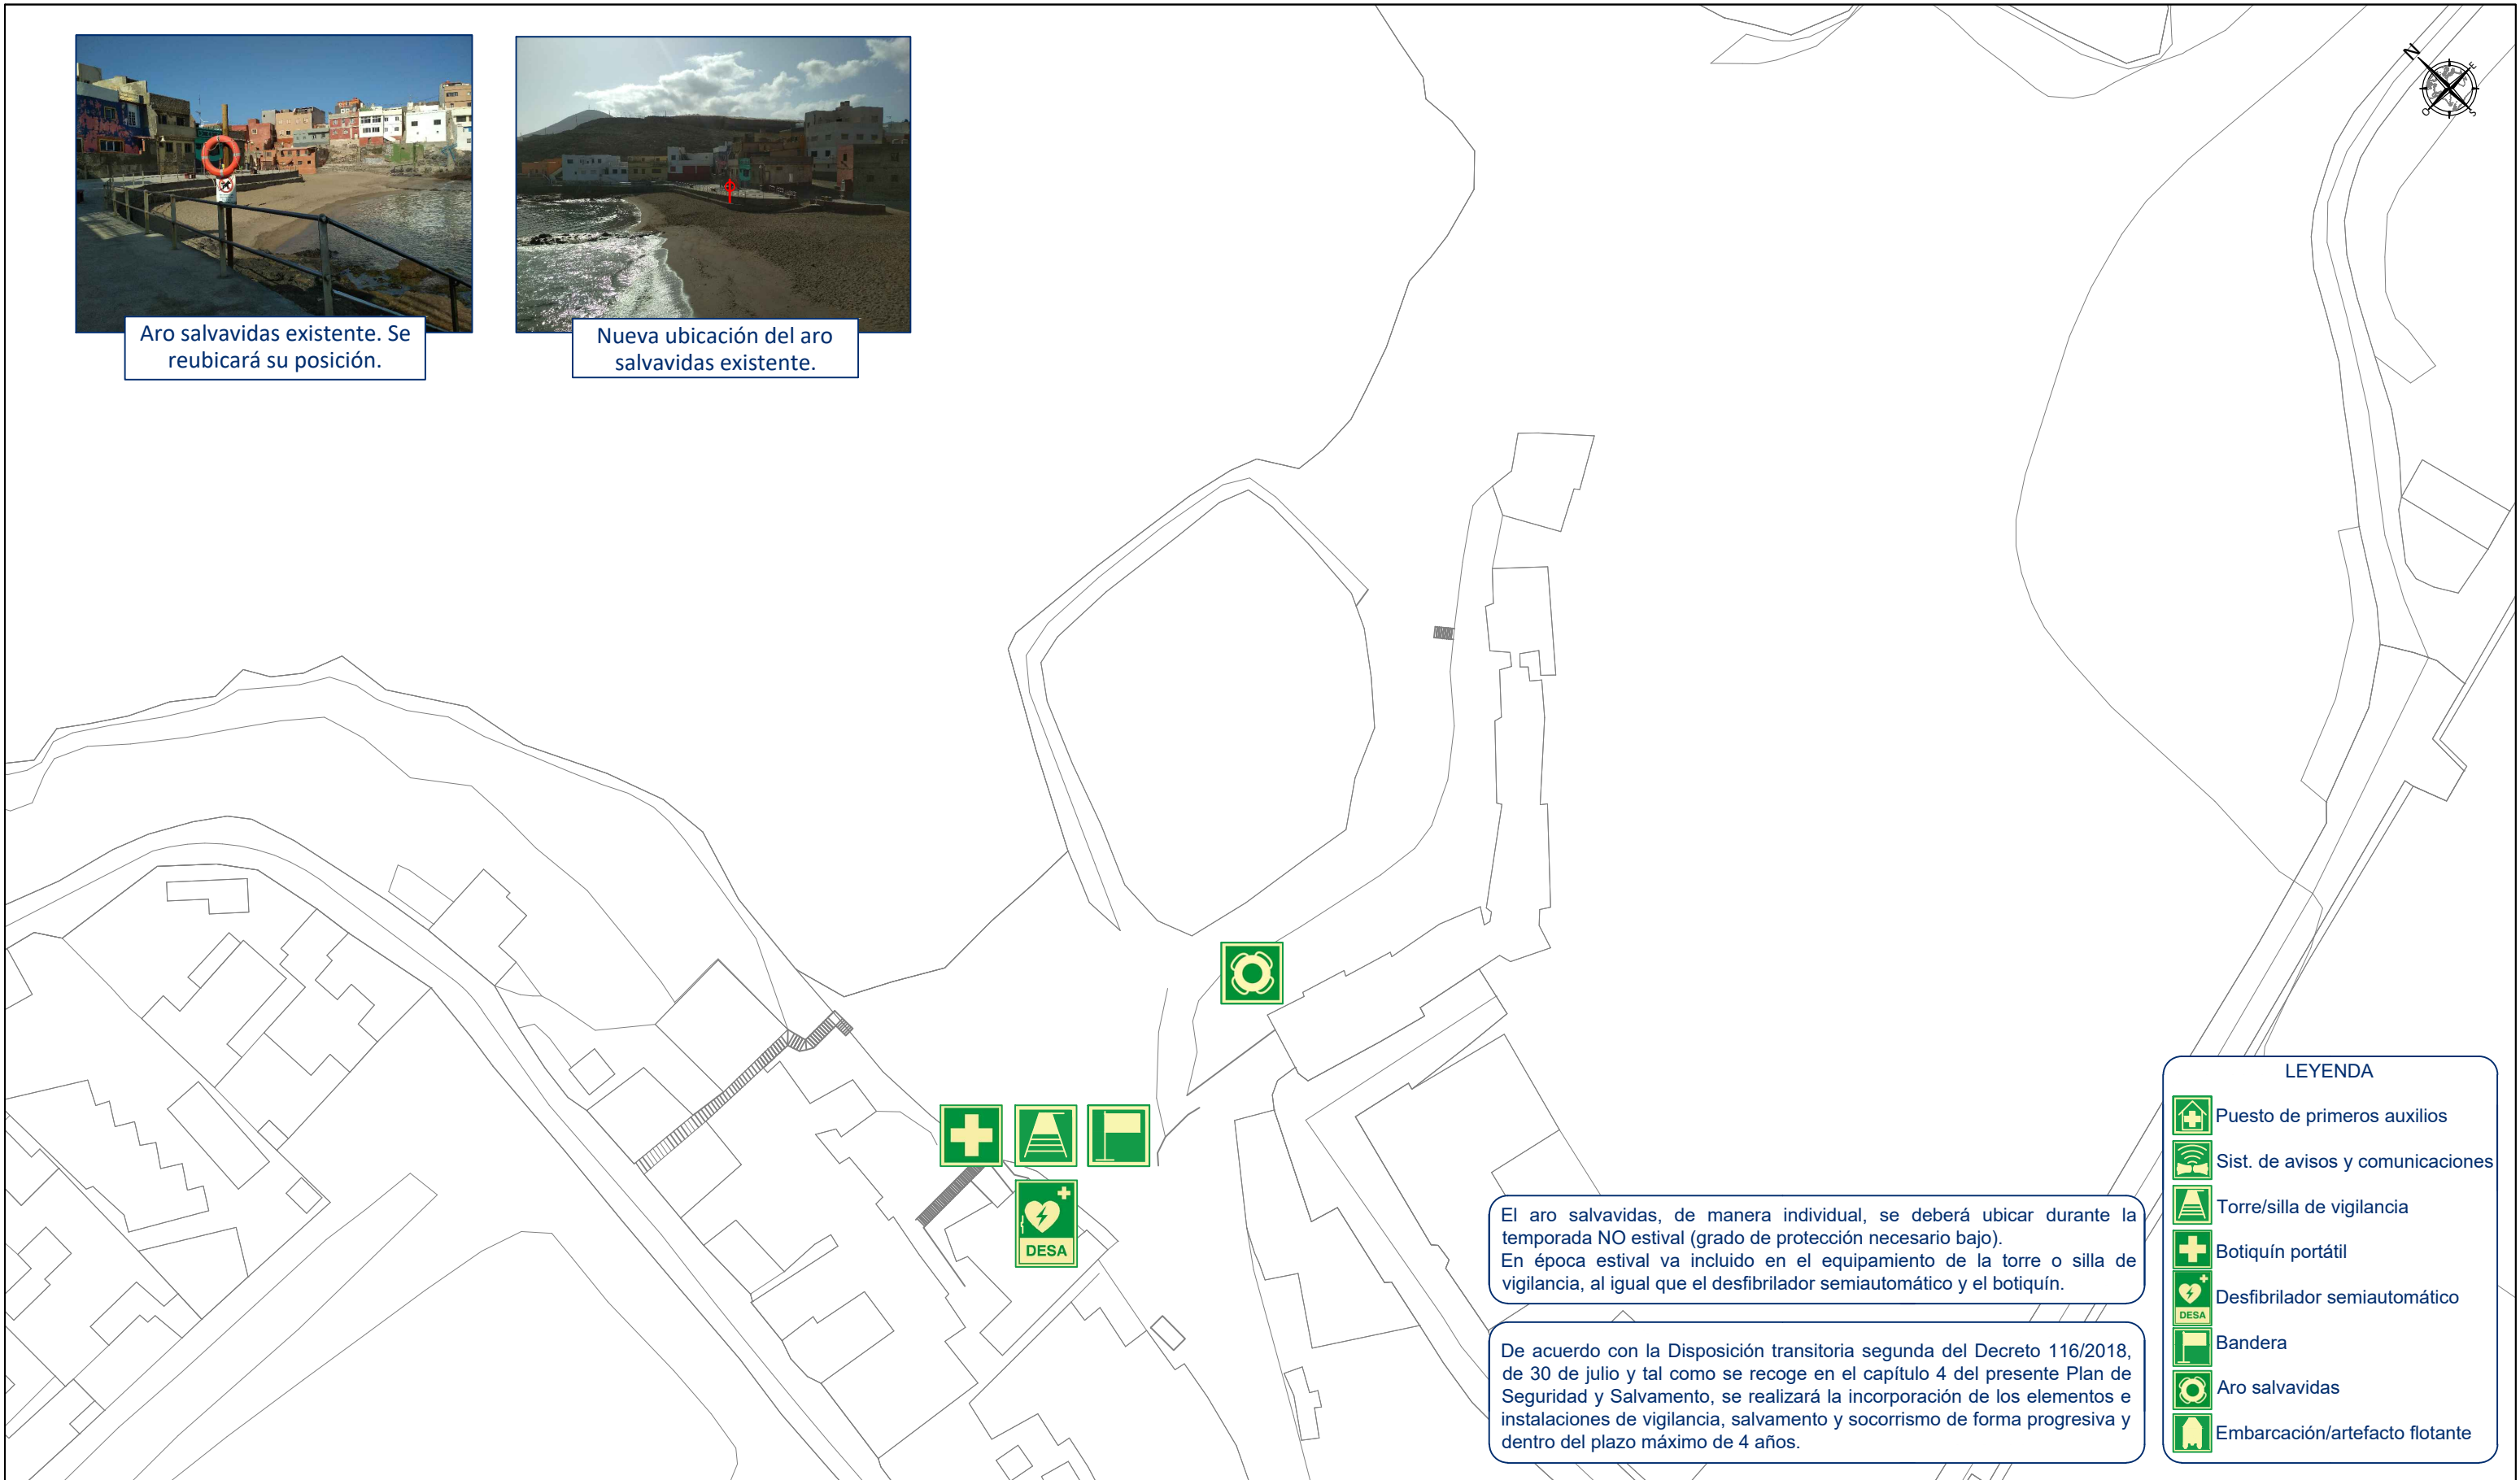 Aro salvavidas existente. Se
reubicará su posición.
Nueva ubicación del aro
salvavidas existente.
N
E
O
S
DESA
El aro salvavidas, de manera individual, se deberá ubicar durante la
temporada NO estival (grado de protección necesario bajo).
En época estival va incluido en el equipamiento de la torre o silla de
vigilancia, al igual que el desfibrilador semiautomático y el botiquín.
De acuerdo con la Disposición transitoria segunda del Decreto 116/2018,
de 30 de julio y tal como se recoge en el capítulo 4 del presente Plan de
Seguridad y Salvamento, se realizará la incorporación de los elementos e
instalaciones de vigilancia, salvamento y socorrismo de forma progresiva y
dentro del plazo máximo de 4 años.
LEYENDA
Puesto de primeros auxilios
Sist. de avisos y comunicaciones
Torre/silla de vigilancia
Botiquín portátil
Desfibrilador semiautomático
DESA
Bandera
Aro salvavidas
Embarcación/artefacto flotante